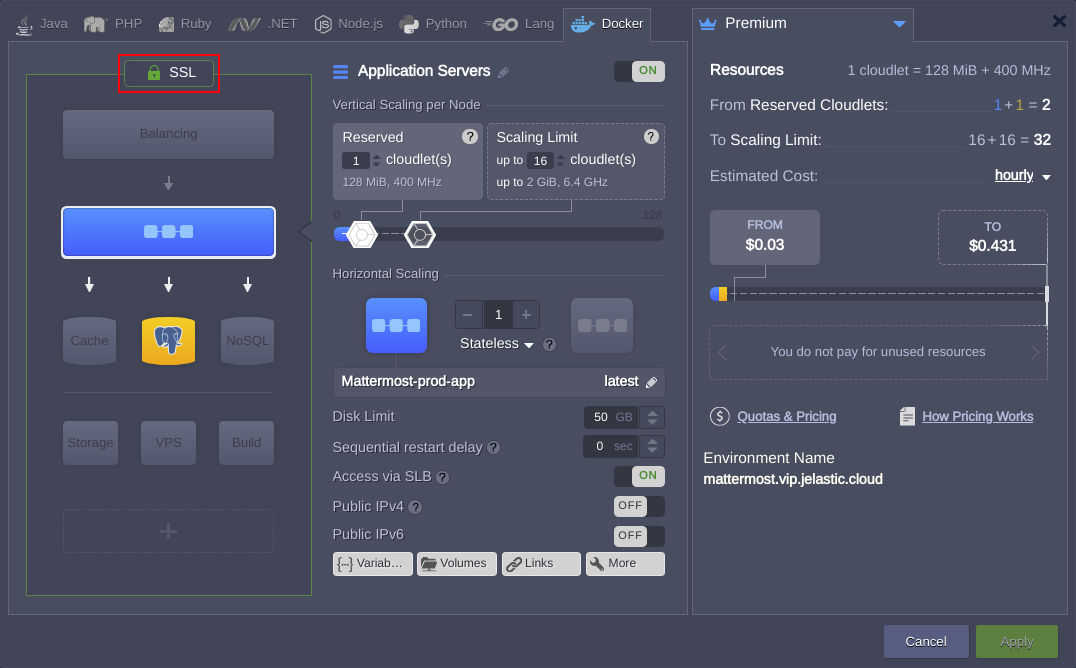 Java PHP Ruby .NET Node.js Python GO Lang Docker
SSL
Balancing
Cache NoSQL
Storage VPS Build
+
Application Servers ON
Vertical Scaling per Node
Reserved ?
1 cloudlet(s)
128 MiB, 400 MHz
Scaling Limit ?
up to 16 cloudlet(s)
up to 2 GiB, 6.4 GHz
0 128
Horizontal Scaling
− 1 +
Stateless ?
Mattermost-prod-app latest
Disk Limit 50 GB
Sequential restart delay ? 0 sec
Access via SLB ? ON
Public IPv4 ? OFF
Public IPv6 OFF
{...} Variab... Volumes Links More
Premium
Resources 1 cloudlet = 128 MiB + 400 MHz
From Reserved Cloudlets: 1+1 = 2
To Scaling Limit: 16+16 = 32
Estimated Cost: hourly
FROM
$0.03
TO
$0.431
You do not pay for unused resources
$ Quotas & Pricing How Pricing Works
Environment Name
mattermost.vip.jelastic.cloud
Cancel Apply